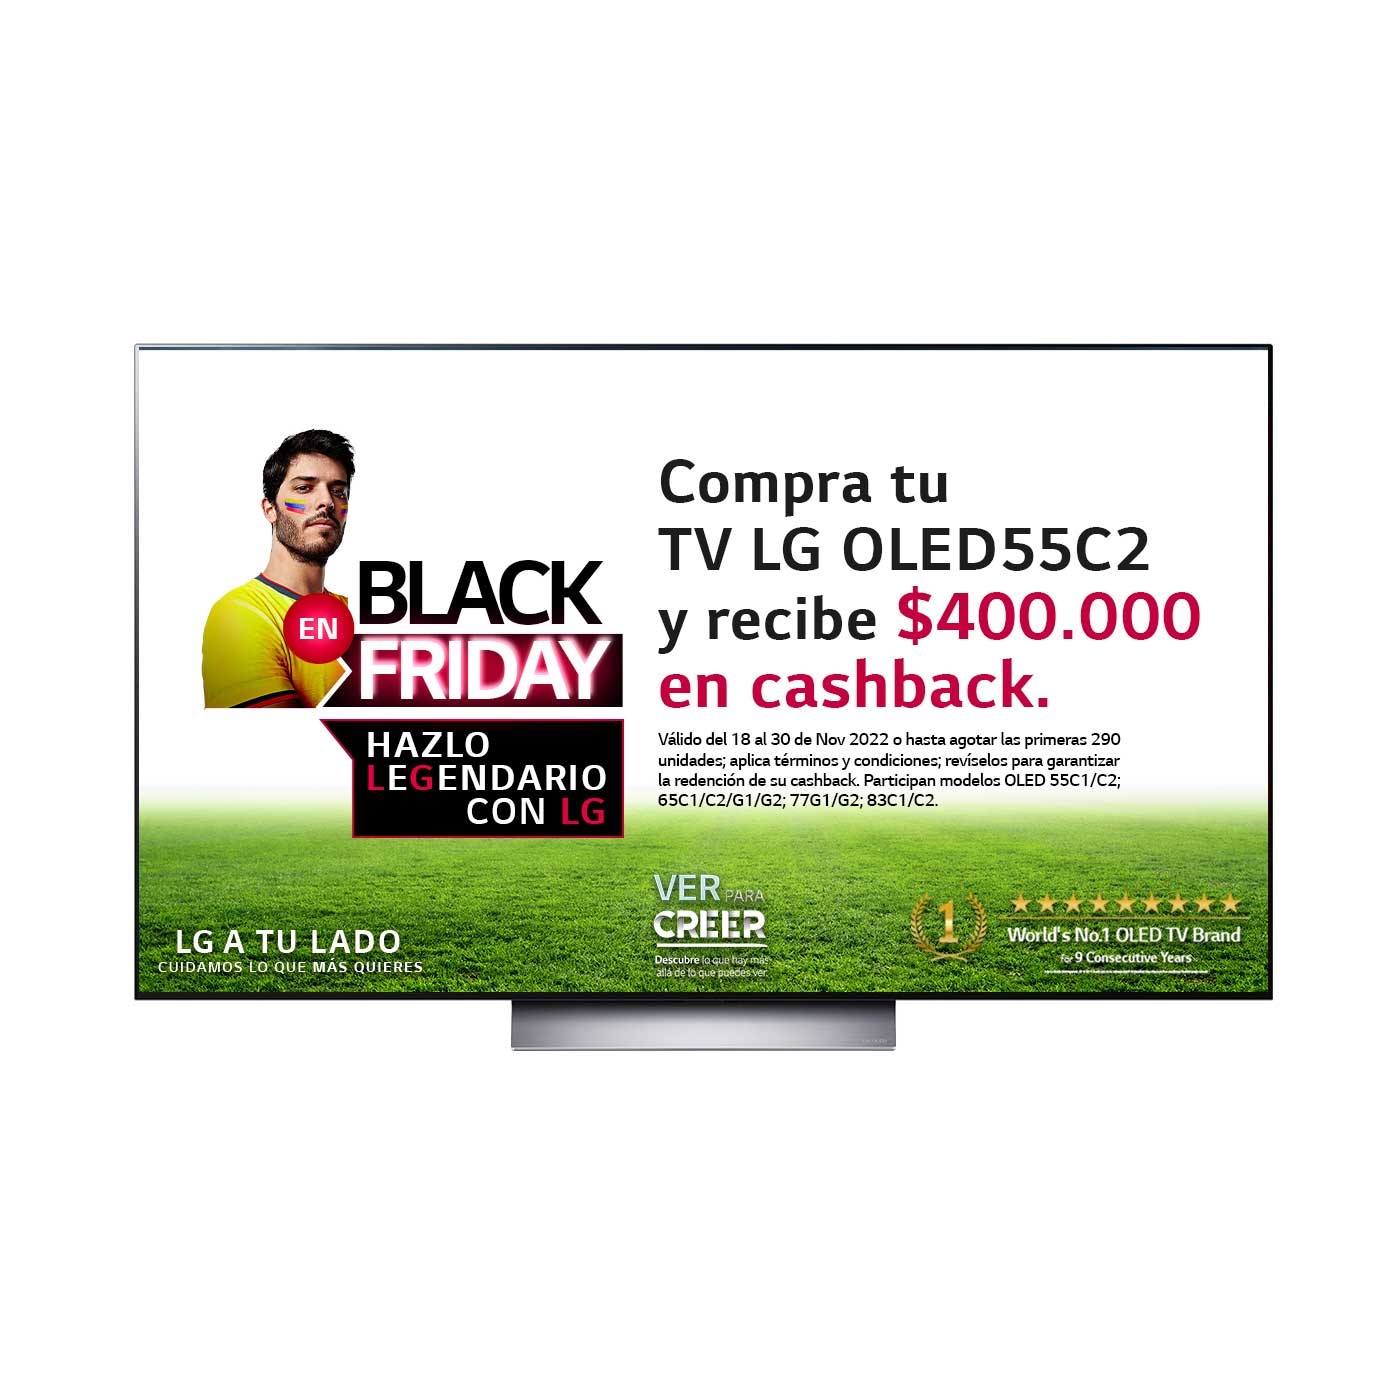 EN
BLACK
FRIDAY
HAZLO
LEGENDARIO
CON LG
Compra tu
TV LG OLED55C2
y recibe $400.000
en cashback.
Válido del 18 al 30 de Nov 2022 o hasta agotar las primeras 290
unidades; aplica términos y condiciones; revíselos para garantizar
la redención de su cashback. Participan modelos OLED 55C1/C2;
65C1/C2/G1/G2; 77G1/G2; 83C1/C2.
LG A TU LADO
CUIDAMOS LO QUE MÁS QUIERES
VER PARA
CREER
Descubre lo que hay más
allá de lo que puedes ver.
1
World's No.1 OLED TV Brand
for 9 Consecutive Years